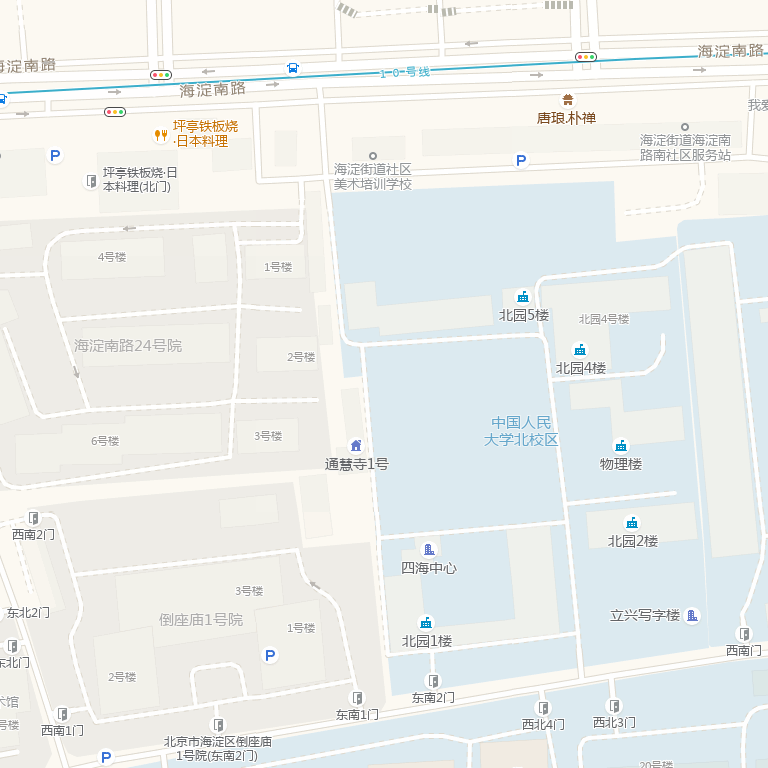 海淀南路
10号线
海淀南路
海淀南路
唐琅.朴禅
我爱
坪亭铁板烧
·日本料理
海淀街道海淀南
路南社区服务站
P
P
海淀街道社区
美术培训学校
坪亭铁板烧·日
本料理(北门)
4号楼
1号楼
北园5楼
北园4号楼
海淀南路24号院
2号楼
北园4楼
中国人民
大学北校区
6号楼
3号楼
通慧寺1号
物理楼
西南2门
北园2楼
四海中心
3号楼
东北2门
倒座庙1号院
1号楼
立兴写字楼
北园1楼
西南门
东北门
P
2号楼
术馆
东南2门
号楼
西南1门
东南1门
西北4门
西北3门
北京市海淀区倒座庙
1号院(东南2门)
P
20号楼